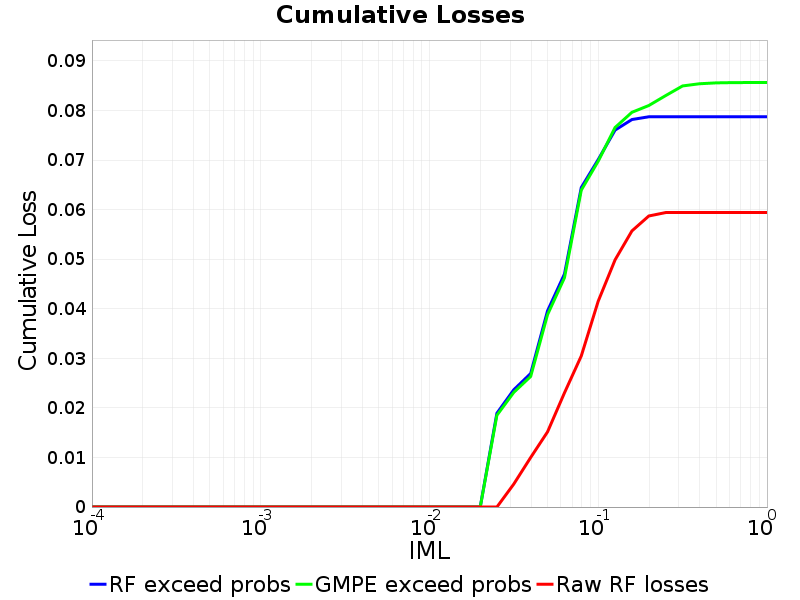 Cumulative Losses
Cumulative Loss
0.09
0.08
0.07
0.06
0.05
0.04
0.03
0.02
0.01
0
10^-4 10^-3 10^-2 10^-1 10^0
IML
RF exceed probs GMPE exceed probs Raw RF losses